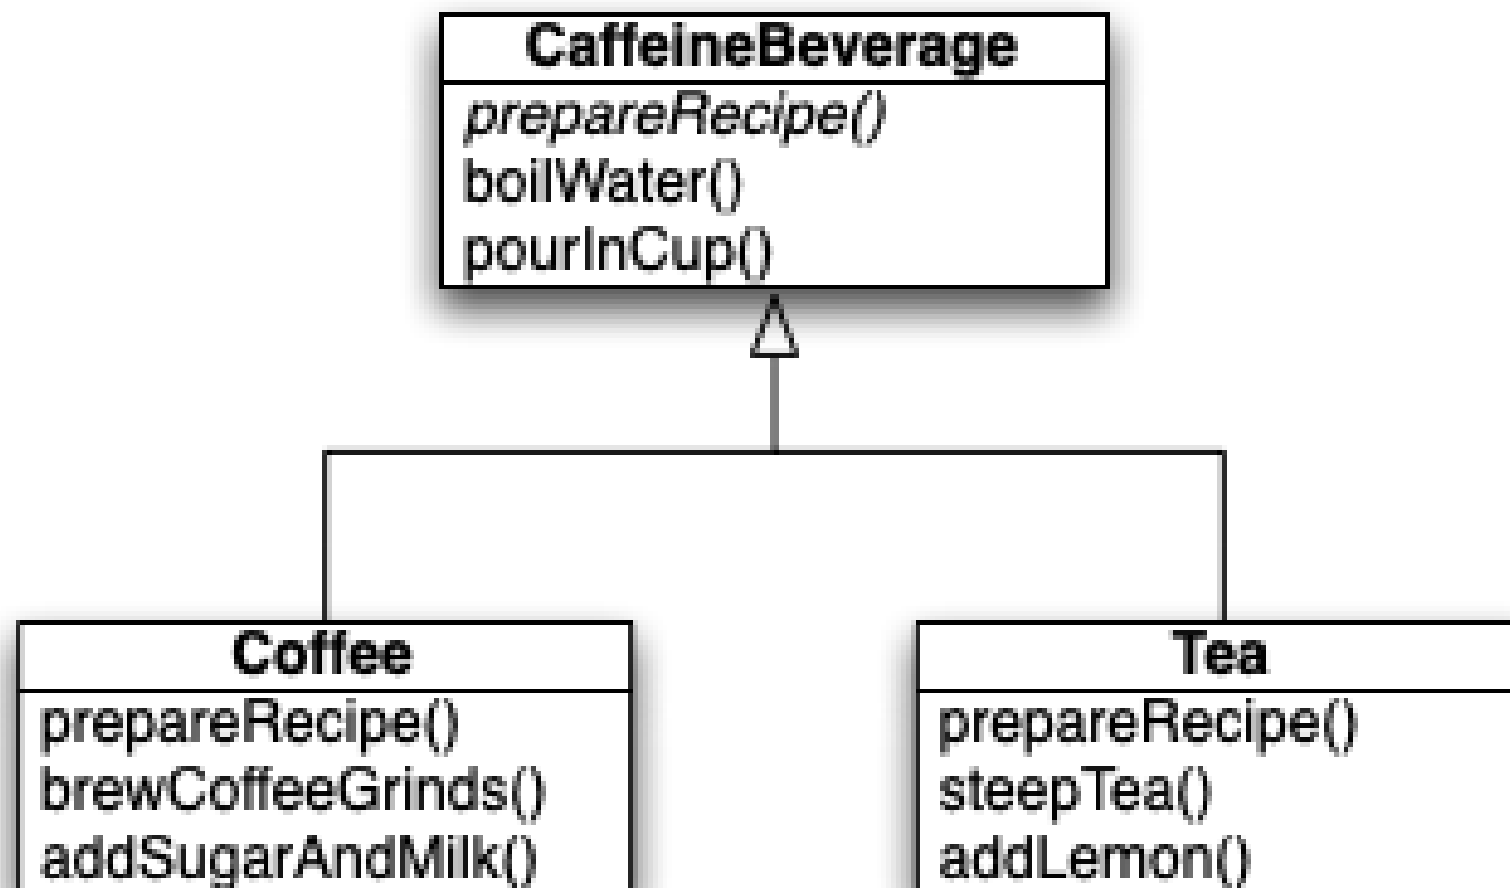 CaffeineBeverage
prepareRecipe()
boilWater()
pourInCup()
Coffee
prepareRecipe()
brewCoffeeGrinds()
addSugarAndMilk()
Tea
prepareRecipe()
steepTea()
addLemon()